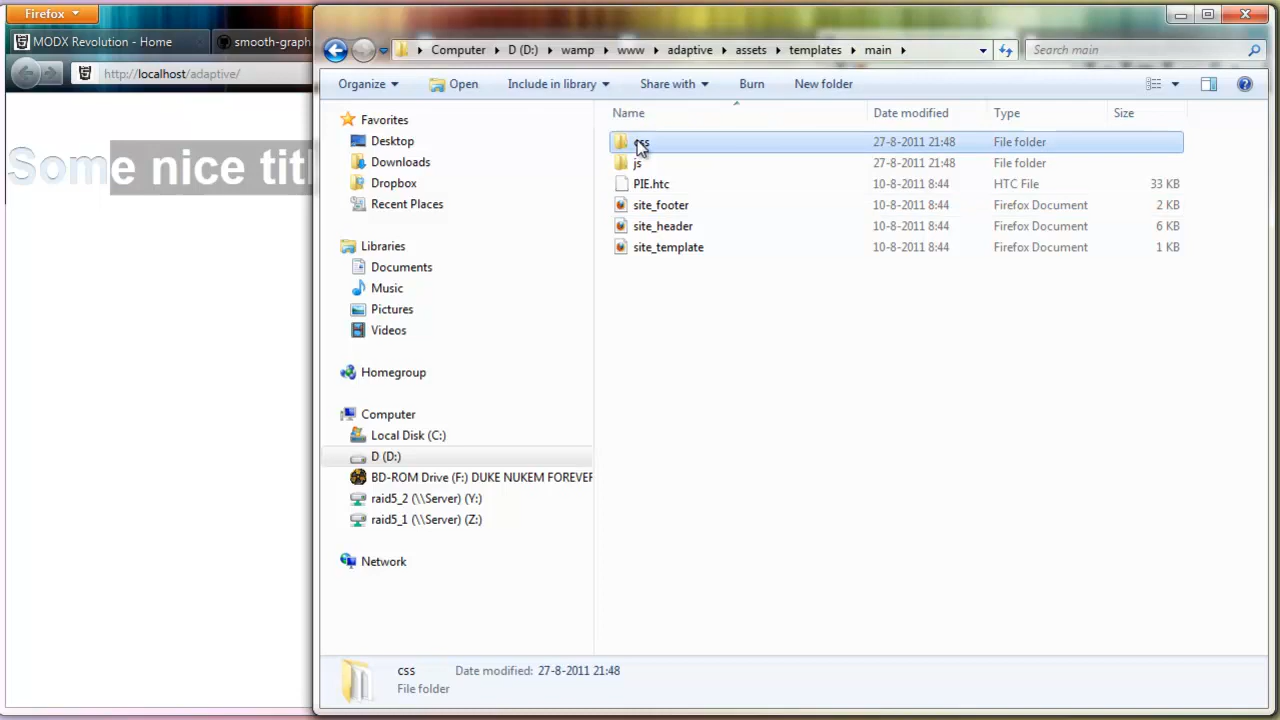 Firefox
MODX Revolution - Home
smooth-graph
http://localhost/adaptive/
Some nice titl
Computer D (D:) wamp www adaptive assets templates main
Search main
Organize Open Include in library Share with Burn New folder
Favorites
Desktop
Downloads
Dropbox
Recent Places
Libraries
Documents
Music
Pictures
Videos
Homegroup
Computer
Local Disk (C:)
D (D:)
BD-ROM Drive (F:) DUKE NUKEM FOREVER
raid5_2 (\\Server) (Y:)
raid5_1 (\\Server) (Z:)
Network
Name Date modified Type Size
css 27-8-2011 21:48 File folder
js 27-8-2011 21:48 File folder
PIE.htc 10-8-2011 8:44 HTC File 33 KB
site_footer 10-8-2011 8:44 Firefox Document 2 KB
site_header 10-8-2011 8:44 Firefox Document 6 KB
site_template 10-8-2011 8:44 Firefox Document 1 KB
css Date modified: 27-8-2011 21:48
File folder